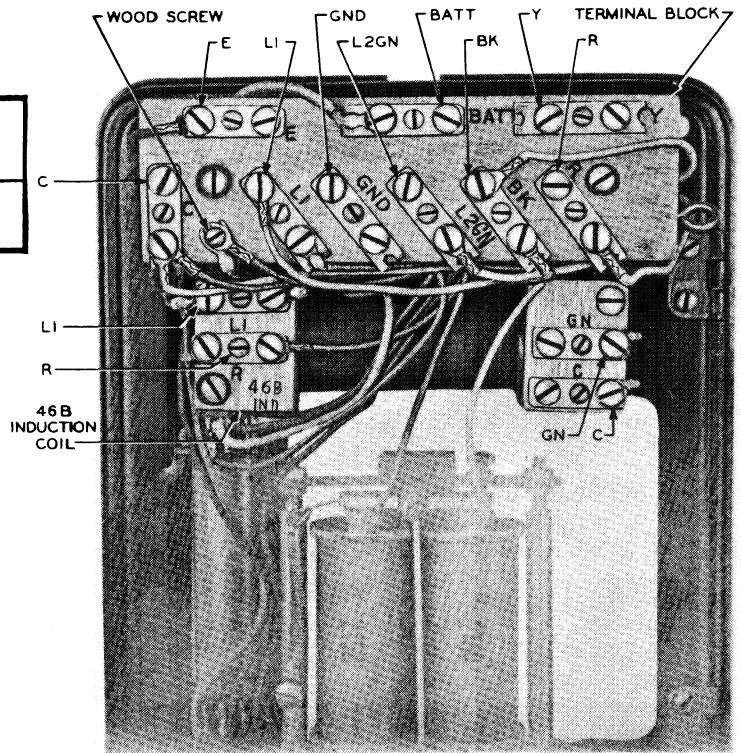 WOOD SCREW
GND
BATT
Y
TERMINAL BLOCK
E
L1
L2GN
BK
R
E
BATT
Y
C
C
L1
GND
L2GN
BK
R
L1
L1
R
R
46B
IND
46B
INDUCTION
COIL
GN
C
GN
C